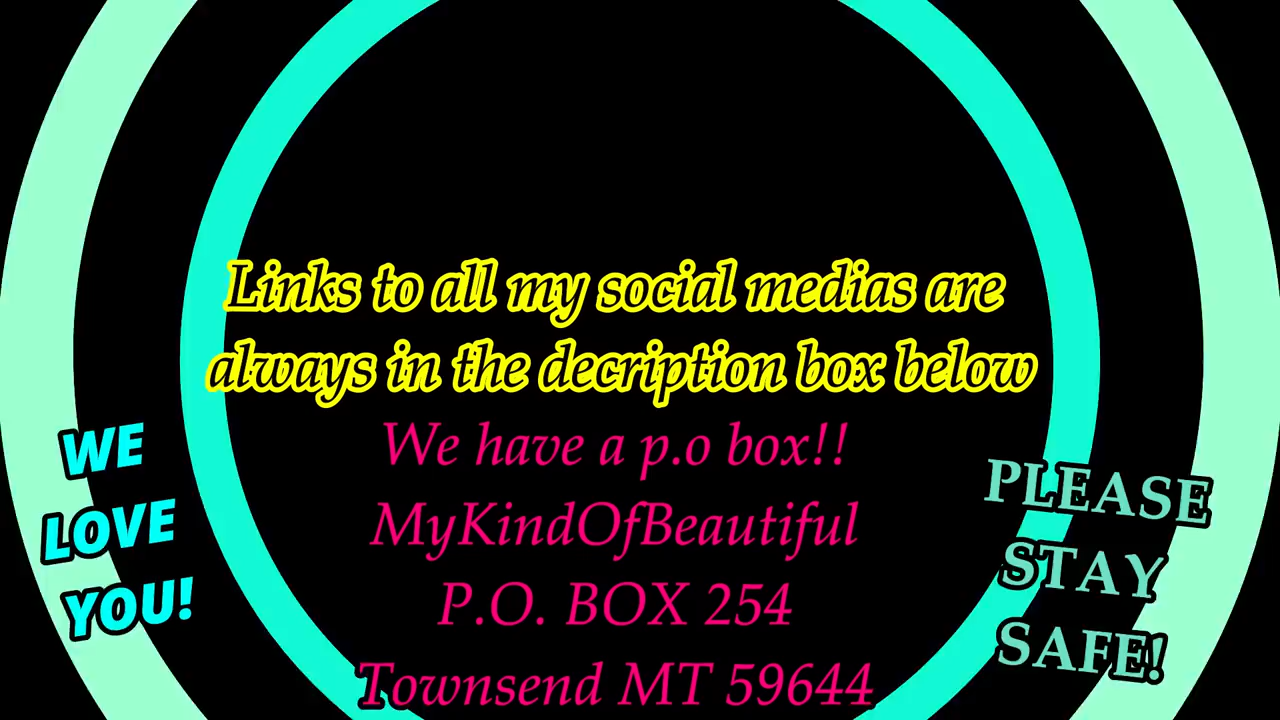 Links to all my social medias are
always in the decription box below
We have a p.o box!!
MyKindOfBeautiful
P.O. BOX 254
Townsend MT 59644
WE
LOVE
YOU!
PLEASE
STAY
SAFE!